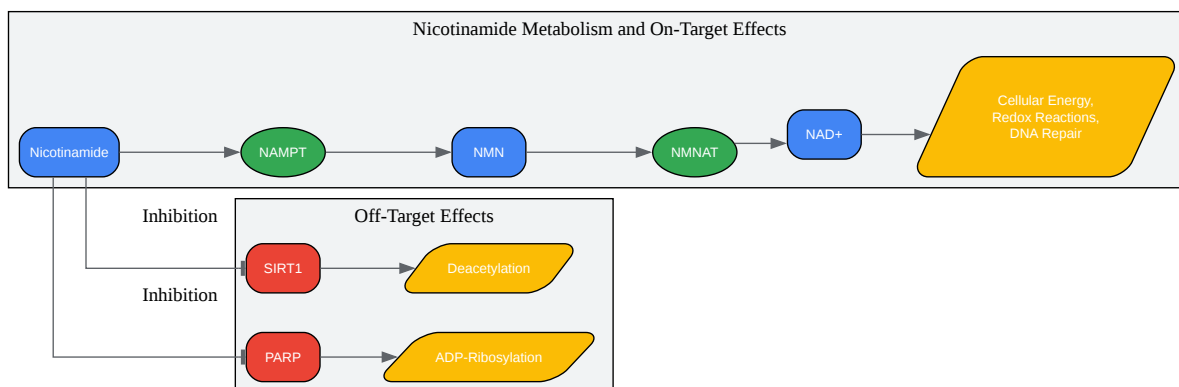 Nicotinamide Metabolism and On-Target Effects
Cellular Energy,
Redox Reactions,
DNA Repair
Nicotinamide
NAMPT
NMN
NMNAT
NAD+
Inhibition
Off-Target Effects
SIRT1
Deacetylation
Inhibition
PARP
ADP-Ribosylation